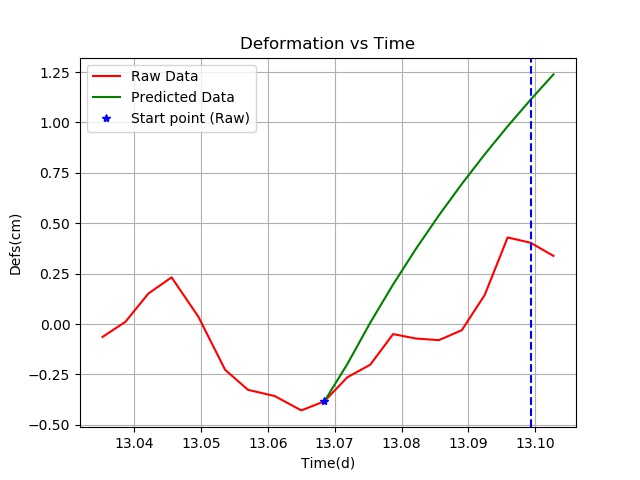 Deformation vs Time
Raw Data
Predicted Data
Start point (Raw)
Defs(cm)
1.25
1.00
0.75
0.50
0.25
0.00
−0.25
−0.50
13.04 13.05 13.06 13.07 13.08 13.09 13.10
Time(d)